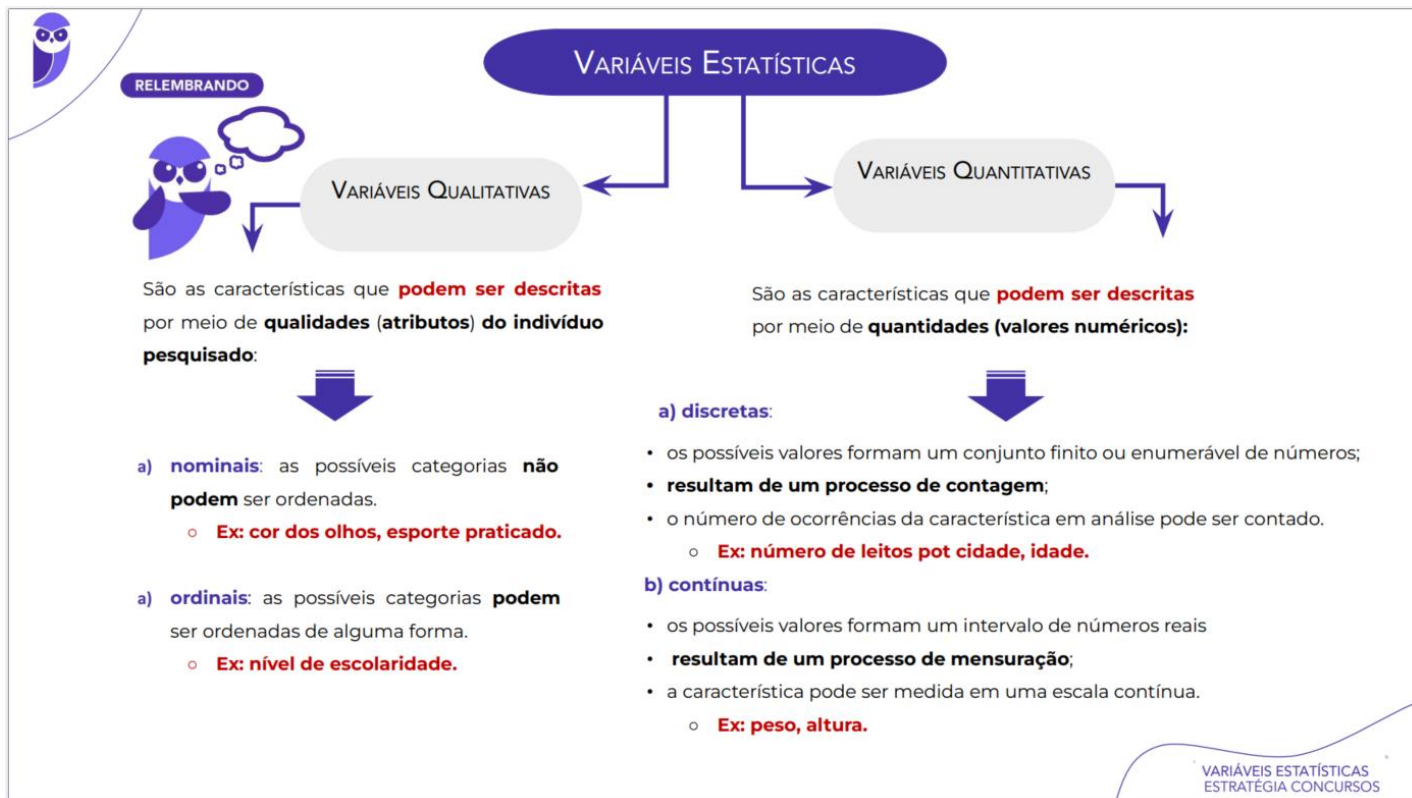 VARIÁVEIS ESTATÍSTICAS
RELEMBRANDO
VARIÁVEIS QUALITATIVAS
São as características que podem ser descritas
por meio de qualidades (atributos) do indivíduo
pesquisado:
a) nominais: as possíveis categorias não
podem ser ordenadas.
○ Ex: cor dos olhos, esporte praticado.
a) ordinais: as possíveis categorias podem
ser ordenadas de alguma forma.
○ Ex: nível de escolaridade.
VARIÁVEIS QUANTITATIVAS
São as características que podem ser descritas
por meio de quantidades (valores numéricos):
a) discretas:
• os possíveis valores formam um conjunto finito ou enumerável de números;
• resultam de um processo de contagem;
• o número de ocorrências da característica em análise pode ser contado.
○ Ex: número de leitos pot cidade, idade.
b) contínuas:
• os possíveis valores formam um intervalo de números reais
• resultam de um processo de mensuração;
• a característica pode ser medida em uma escala contínua.
○ Ex: peso, altura.
VARIÁVEIS ESTATÍSTICAS
ESTRATÉGIA CONCURSOS